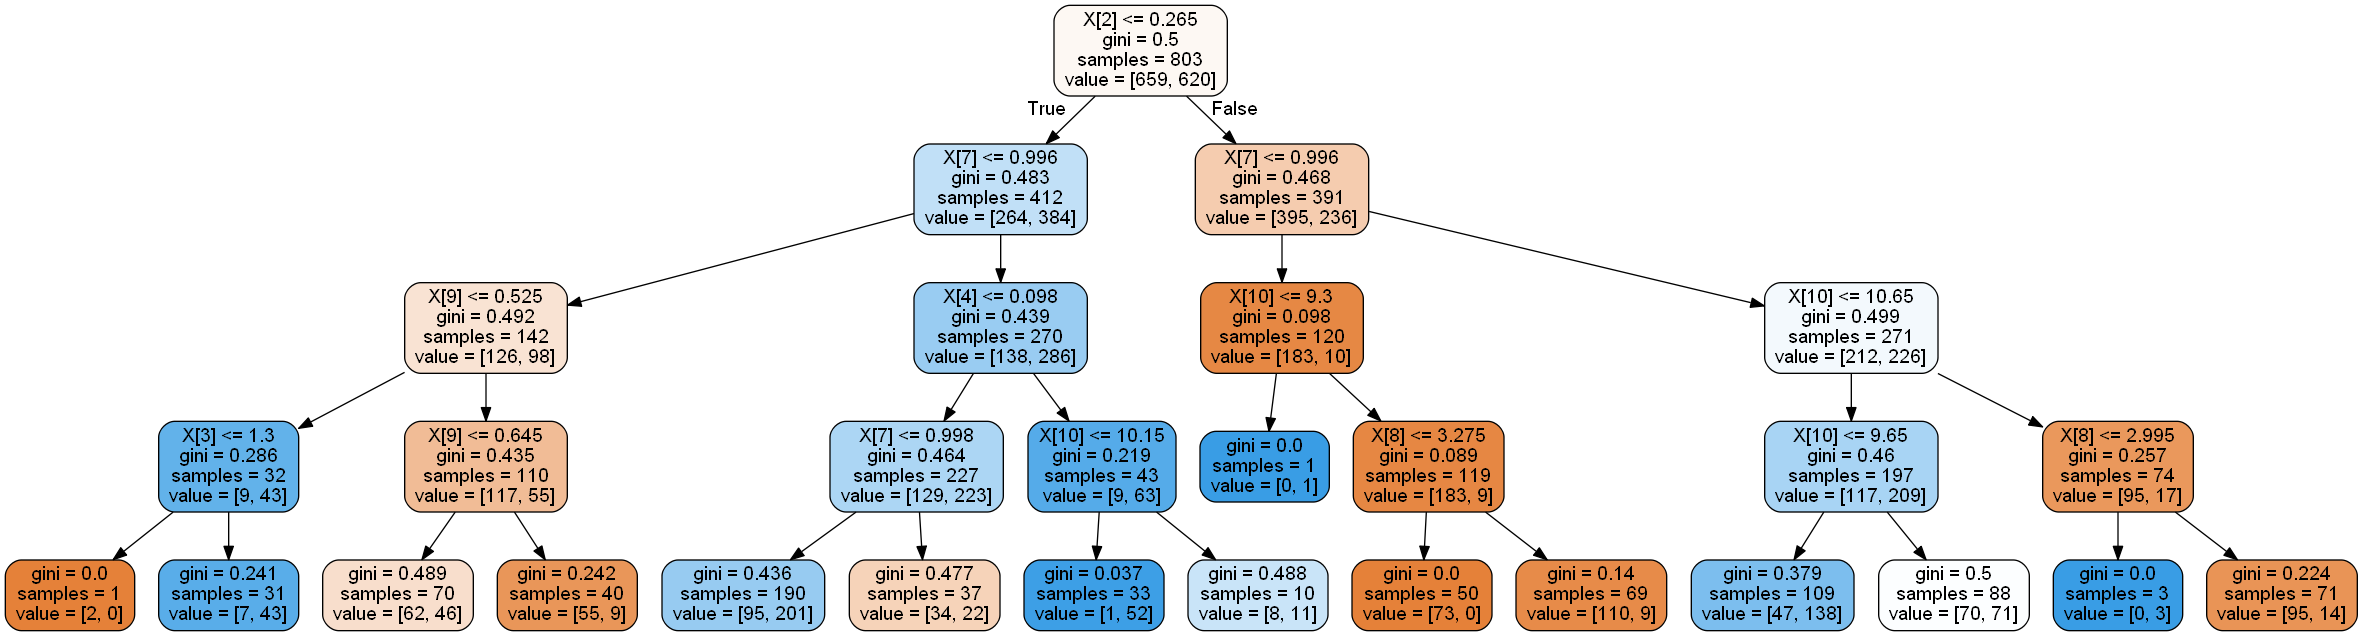 X[2] <= 0.265
gini = 0.5
samples = 803
value = [659, 620]
True
False
X[7] <= 0.996
gini = 0.483
samples = 412
value = [264, 384]
X[7] <= 0.996
gini = 0.468
samples = 391
value = [395, 236]
X[9] <= 0.525
gini = 0.492
samples = 142
value = [126, 98]
X[4] <= 0.098
gini = 0.439
samples = 270
value = [138, 286]
X[10] <= 9.3
gini = 0.098
samples = 120
value = [183, 10]
X[10] <= 10.65
gini = 0.499
samples = 271
value = [212, 226]
X[3] <= 1.3
gini = 0.286
samples = 32
value = [9, 43]
X[9] <= 0.645
gini = 0.435
samples = 110
value = [117, 55]
X[7] <= 0.998
gini = 0.464
samples = 227
value = [129, 223]
X[10] <= 10.15
gini = 0.219
samples = 43
value = [9, 63]
gini = 0.0
samples = 1
value = [0, 1]
X[8] <= 3.275
gini = 0.089
samples = 119
value = [183, 9]
X[10] <= 9.65
gini = 0.46
samples = 197
value = [117, 209]
X[8] <= 2.995
gini = 0.257
samples = 74
value = [95, 17]
gini = 0.0
samples = 1
value = [2, 0]
gini = 0.241
samples = 31
value = [7, 43]
gini = 0.489
samples = 70
value = [62, 46]
gini = 0.242
samples = 40
value = [55, 9]
gini = 0.436
samples = 190
value = [95, 201]
gini = 0.477
samples = 37
value = [34, 22]
gini = 0.037
samples = 33
value = [1, 52]
gini = 0.488
samples = 10
value = [8, 11]
gini = 0.0
samples = 50
value = [73, 0]
gini = 0.14
samples = 69
value = [110, 9]
gini = 0.379
samples = 109
value = [47, 138]
gini = 0.5
samples = 88
value = [70, 71]
gini = 0.0
samples = 3
value = [0, 3]
gini = 0.224
samples = 71
value = [95, 14]